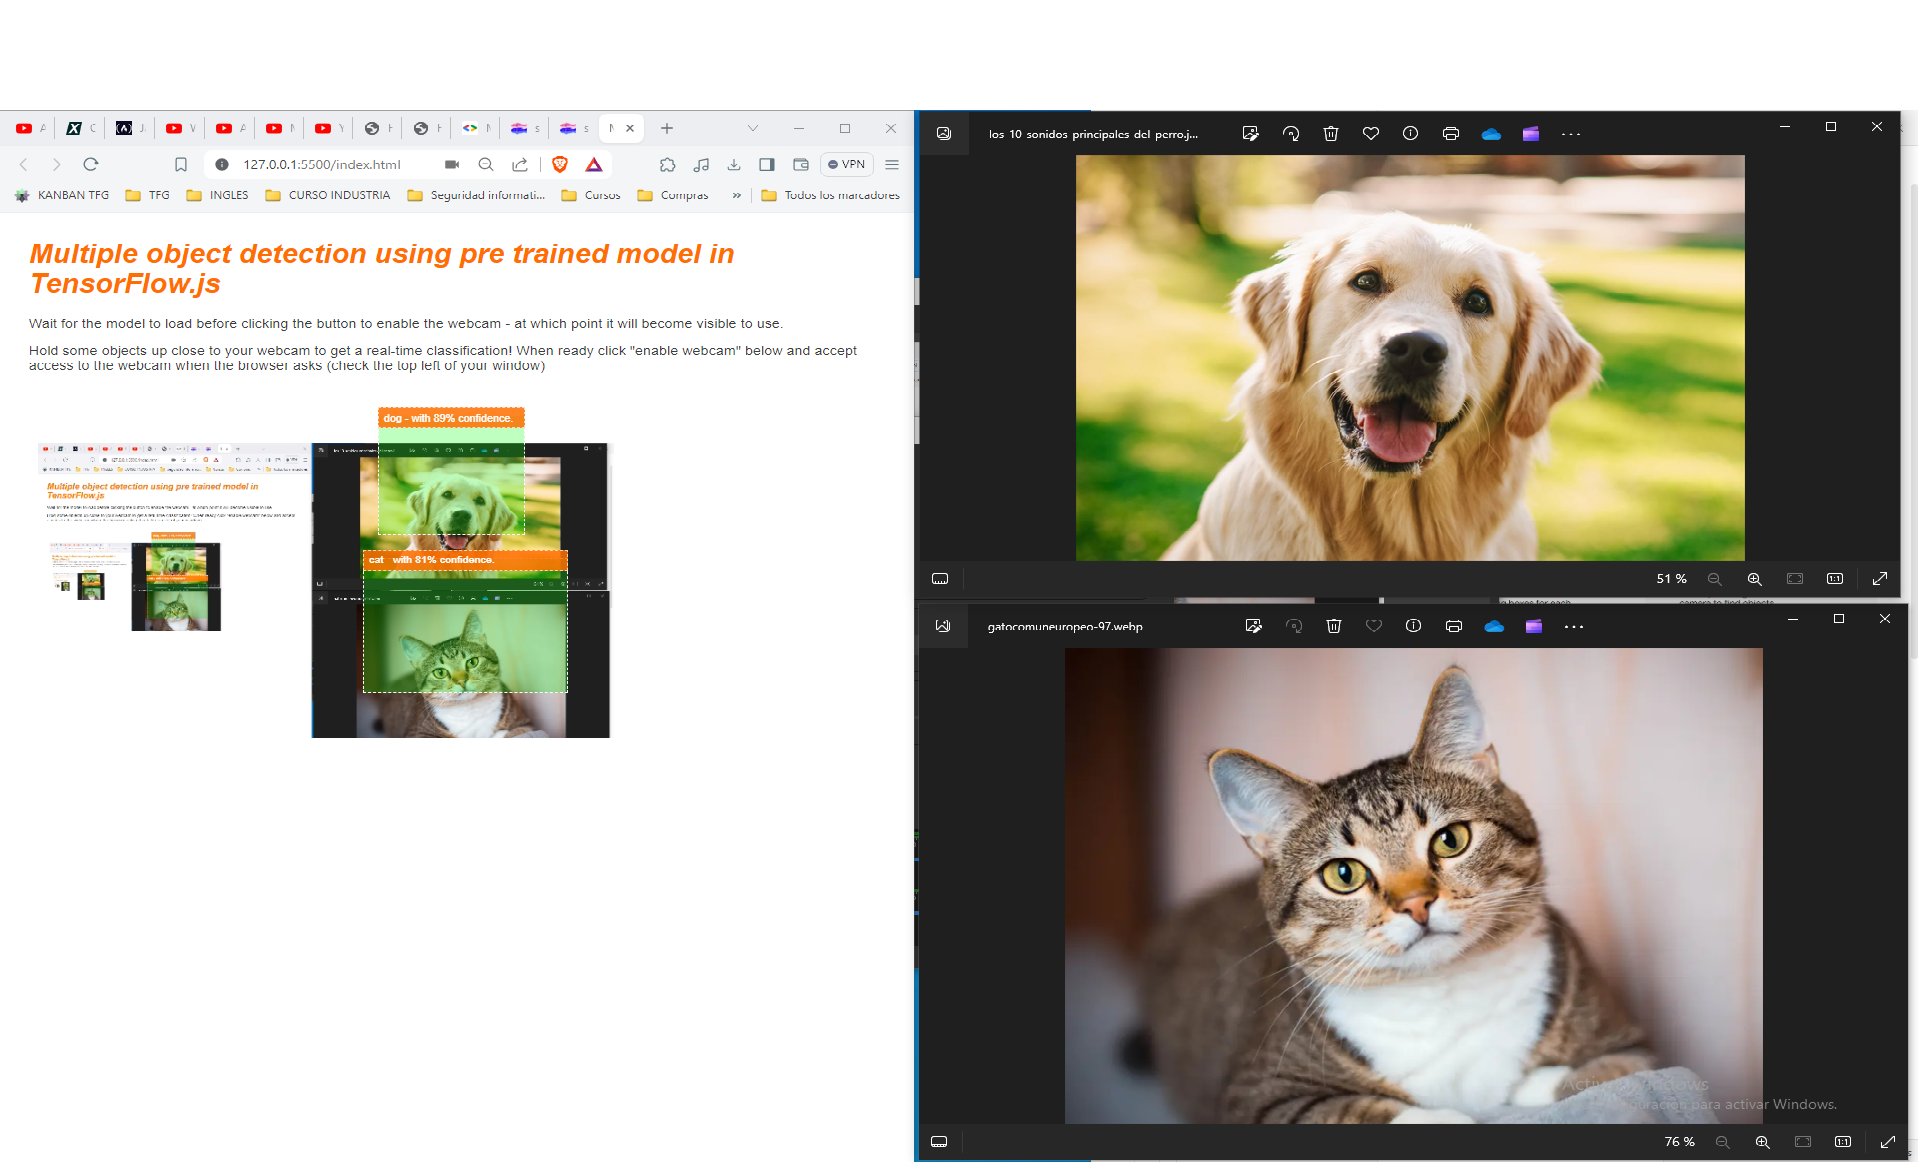 127.0.0.1:5500/index.html
VPN
KANBAN TFG
TFG
INGLES
CURSO INDUSTRIA
Seguridad informati...
Cursos
Compras
»
Todos los marcadores
Multiple object detection using pre trained model in
TensorFlow.js
Wait for the model to load before clicking the button to enable the webcam - at which point it will become visible to use.
Hold some objects up close to your webcam to get a real-time classification! When ready click "enable webcam" below and accept
access to the webcam when the browser asks (check the top left of your window)
dog - with 89% confidence.
Multiple object detection using pre trained model in
TensorFlow.js
cat - with 81% confidence.
los 10 sonidos principales del perro.j...
51 %
gatocomuneuropeo-97.webp
para activar Windows.
76 %